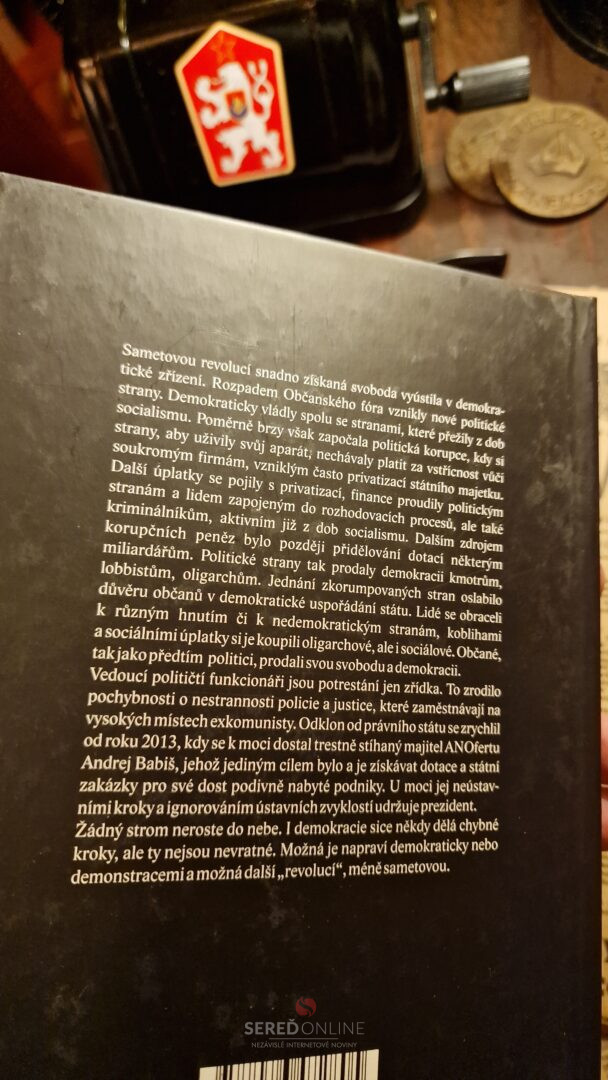 Sametovou revolucí snadno získaná svoboda vyústila v demokra-
tické zřízení. Rozpadem Občanského fóra vznikly nové politické
strany. Demokraticky vládly spolu se stranami, které přežily z dob
socialismu. Poměrně brzy však započala politická korupce, kdy si
strany, aby uživily svůj aparát, nechávaly platit za vstřícnost vůči
soukromým firmám, vzniklým často privatizací státního majetku.
Další úplatky se pojily s privatizací, finance proudily politickým
stranám a lidem zapojeným do rozhodovacích procesů, ale také
kriminálníkům, aktivním již z dob socialismu. Dalším zdrojem
korupčních peněz bylo později přidělování dotací některým
miliardářům. Politické strany tak prodaly demokracii kmotrům,
lobbistům, oligarchům. Jednání zkorumpovaných stran oslabilo
důvěru občanů v demokratické uspořádání státu. Lidé se obraceli
k různým hnutím či k nedemokratickým stranám, koblihami
a sociálními úplatky si je koupili oligarchové, ale i sociálové. Občané,
tak jako předtím politici, prodali svou svobodu a demokracii.
Vedoucí političtí funkcionáři jsou potrestáni jen zřídka. To zrodilo
pochybnosti o nestrannosti policie a justice, které zaměstnávají na
vysokých místech exkomunisty. Odklon od právního státu se zrychlil
od roku 2013, kdy se k moci dostal trestně stíhaný majitel ANOfertu
Andrej Babiš, jehož jediným cílem bylo a je získávat dotace a státní
zakázky pro své dost podivně nabyté podniky. U moci jej neústav-
ními kroky a ignorováním ústavních zvyklostí udržuje prezident.
Žádný strom neroste do nebe. I demokracie sice někdy dělá chybné
kroky, ale ty nejsou nevratné. Možná je napraví demokraticky nebo
demonstracemi a možná další „revolucí“, méně sametovou.
SEREĎONLINE
NEZÁVISLÉ INTERNETOVÉ NOVINY